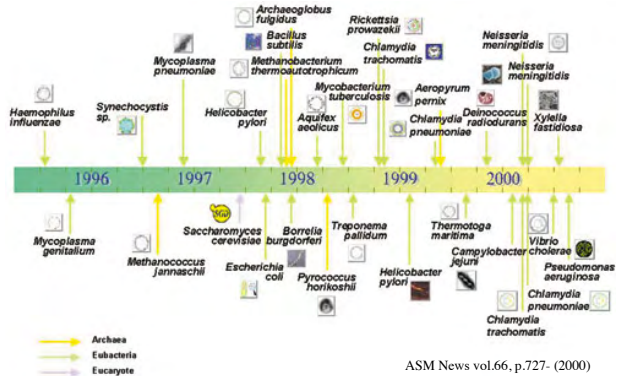 Archaeoglobus
fulgidus
Bacillus
subtilis
Mycoplasma
pneumoniae
Methanobacterium
thermoautotrophicum
Rickettsia
prowazekii
Chlamydia
trachomatis
Neisseria
meningitidis
Neisseria
meningitidis
Haemophilus
influenzae
Synechocystis
sp.
Helicobacter
pylori
Mycobacterium
tuberculosis
Aquifex
aeolicus
Aeropyrum
pernix
Chlamydia
pneumoniae
Deinococcus
radiodurans
Xylella
fastidiosa
1996 1997 1998 1999 2000
Mycoplasma
genitalium
Methanococcus
jannaschii
SGD
Saccharomyces
cerevisiae
Escherichia
coli
Borrelia
burgdorferi
Pyrococcus
horikoshii
Treponema
pallidum
Helicobacter
pylori
Thermotoga
maritima
Campylobacter
jejuni
Vibrio
cholerae
Pseudomonas
aeruginosa
Chlamydia
pneumoniae
Chlamydia
trachomatis
Archaea
Eubacteria
Eucaryote
ASM News vol.66, p.727- (2000)